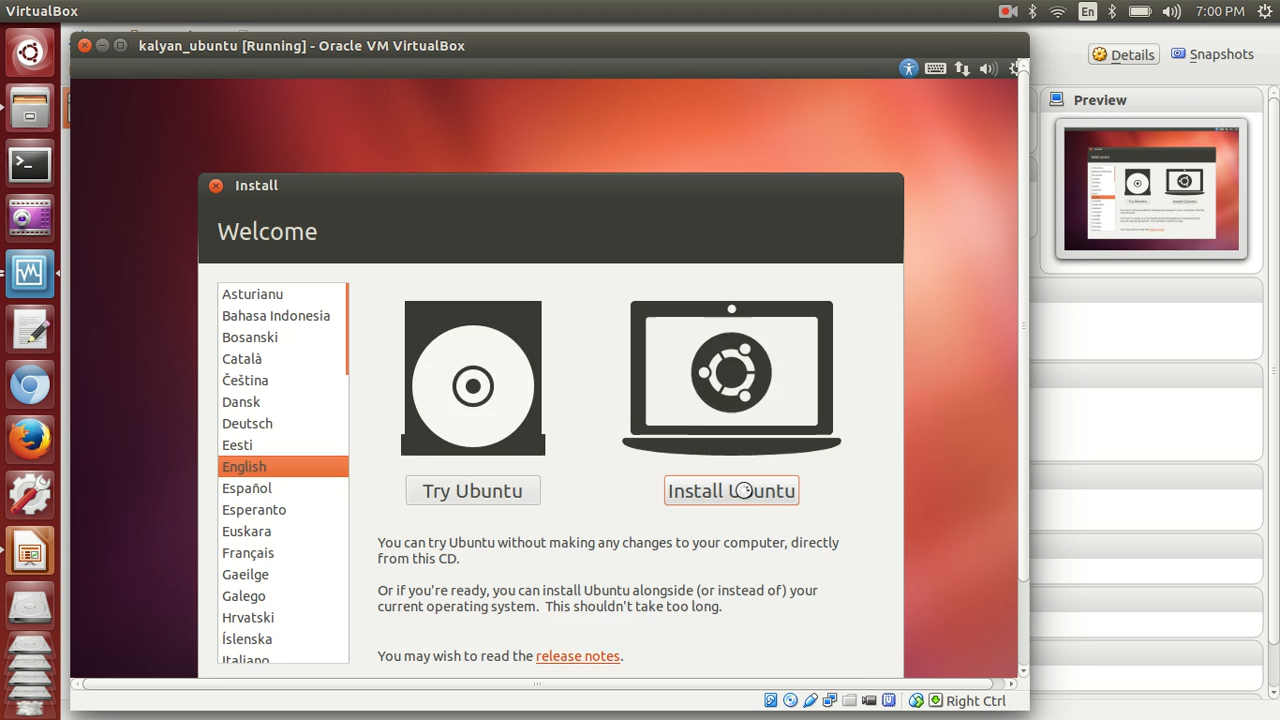 VirtualBox
En
7:00 PM
kalyan_ubuntu [Running] - Oracle VM VirtualBox
Details
Snapshots
Preview
Install
Welcome
Asturianu
Bahasa Indonesia
Bosanski
Català
Čeština
Dansk
Deutsch
Eesti
English
Español
Esperanto
Euskara
Français
Gaeilge
Galego
Hrvatski
Íslenska
Italiano
Try Ubuntu
Install Ubuntu
You can try Ubuntu without making any changes to your computer, directly
from this CD.
Or if you're ready, you can install Ubuntu alongside (or instead of) your
current operating system. This shouldn't take too long.
You may wish to read the release notes.
Right Ctrl